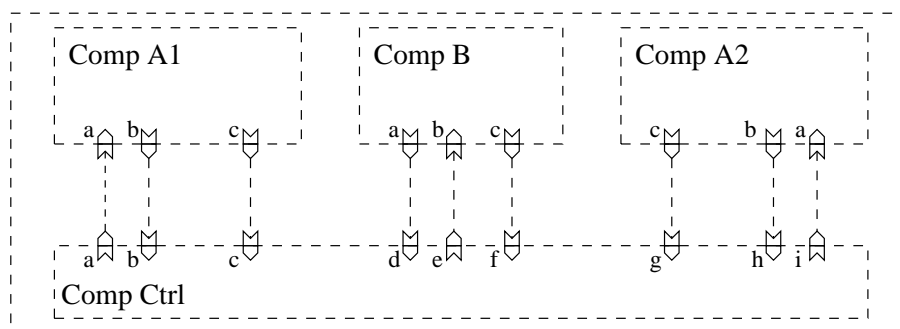 Comp A1 Comp B Comp A2
a b c a b c c b a
a b c d e f g h i
Comp Ctrl